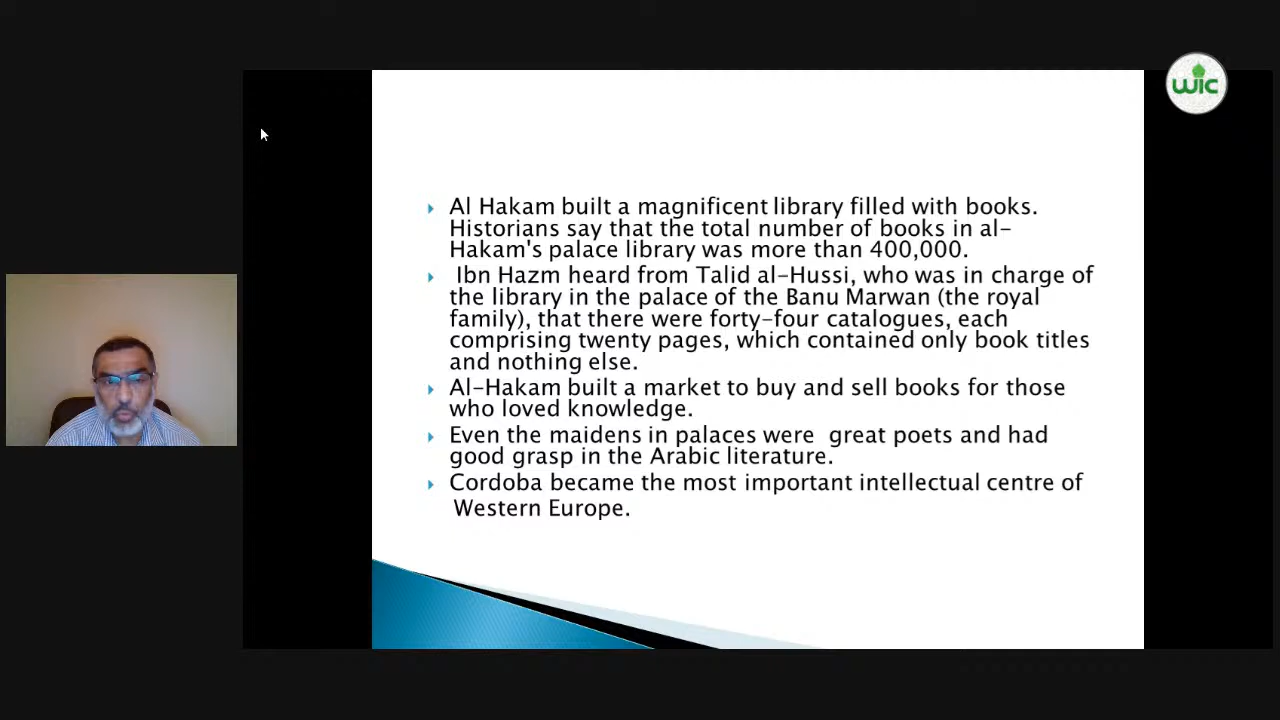 WIC
Al Hakam built a magnificent library filled with books.
Historians say that the total number of books in al-
Hakam's palace library was more than 400,000.
Ibn Hazm heard from Talid al-Hussi, who was in charge of
the library in the palace of the Banu Marwan (the royal
family), that there were forty-four catalogues, each
comprising twenty pages, which contained only book titles
and nothing else.
Al-Hakam built a market to buy and sell books for those
who loved knowledge.
Even the maidens in palaces were great poets and had
good grasp in the Arabic literature.
Cordoba became the most important intellectual centre of
Western Europe.